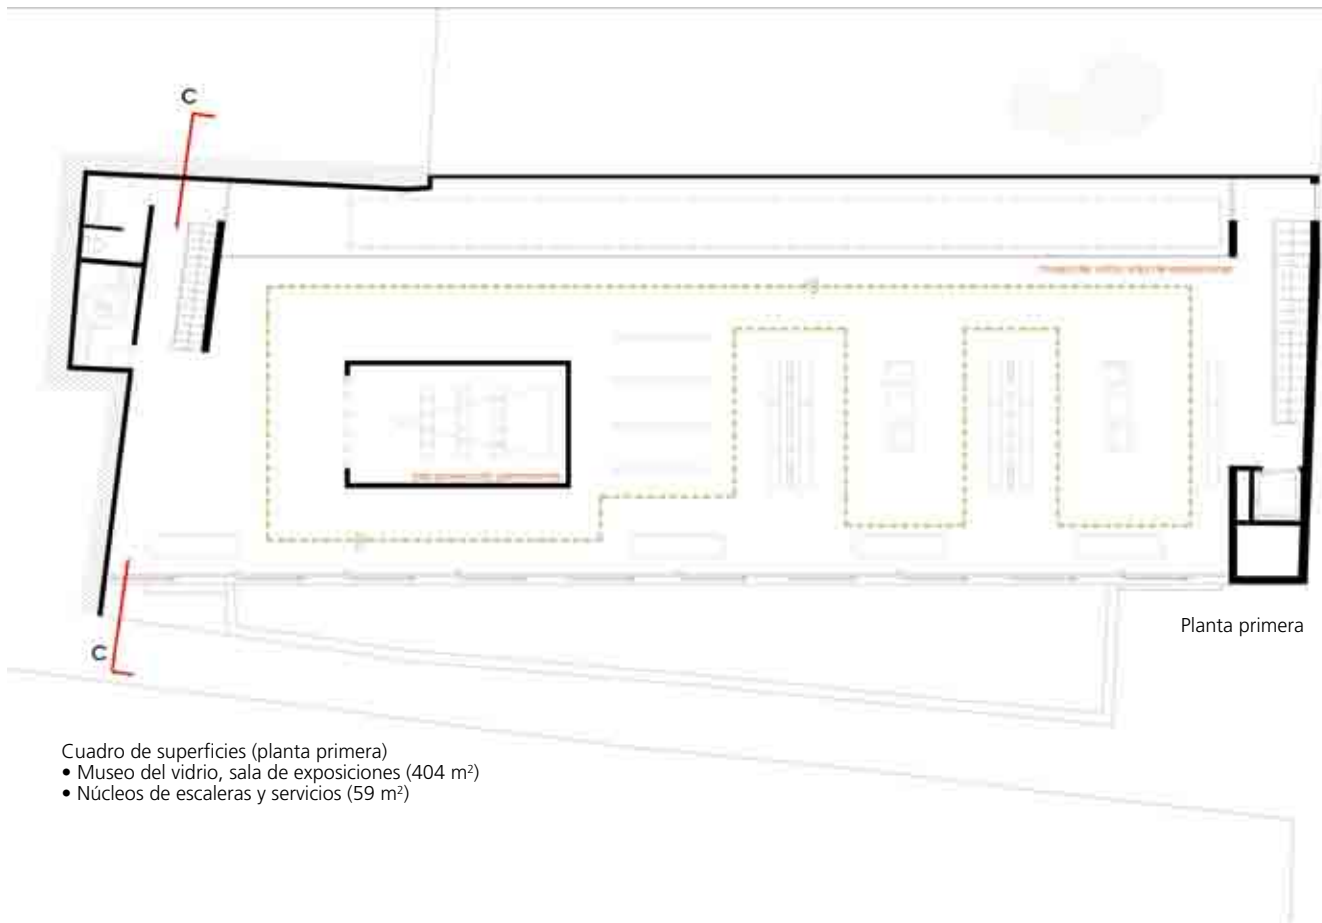 C
C
Planta primera
Cuadro de superficies (planta primera)
• Museo del vidrio, sala de exposiciones (404 m²)
• Núcleos de escaleras y servicios (59 m²)